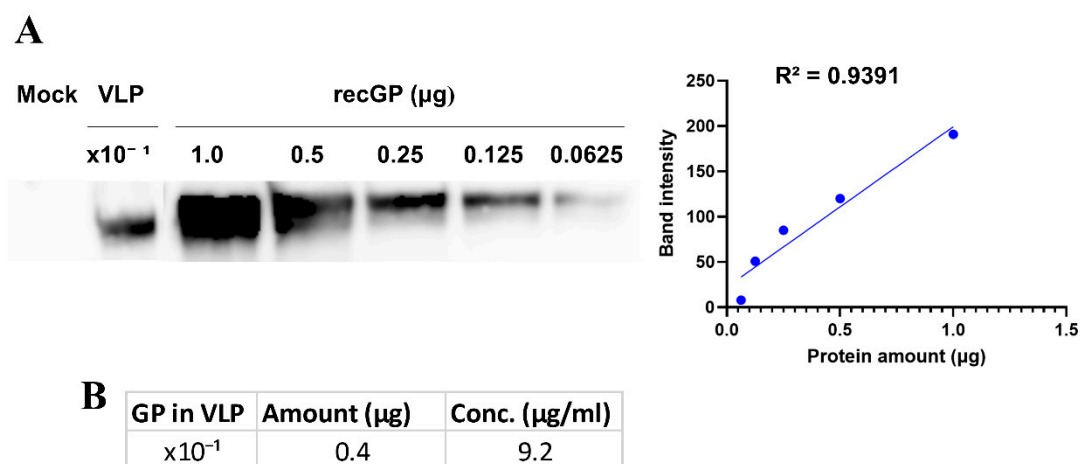 A
Mock VLP recGP (µg)
x10⁻ ¹ 1.0 0.5 0.25 0.125 0.0625
R² = 0.9391
250
200
150
100
50
0
Band intensity
0.0 0.5 1.0 1.5
Protein amount (µg)
B
GP in VLP Amount (µg) Conc. (µg/ml)
x10⁻¹ 0.4 9.2